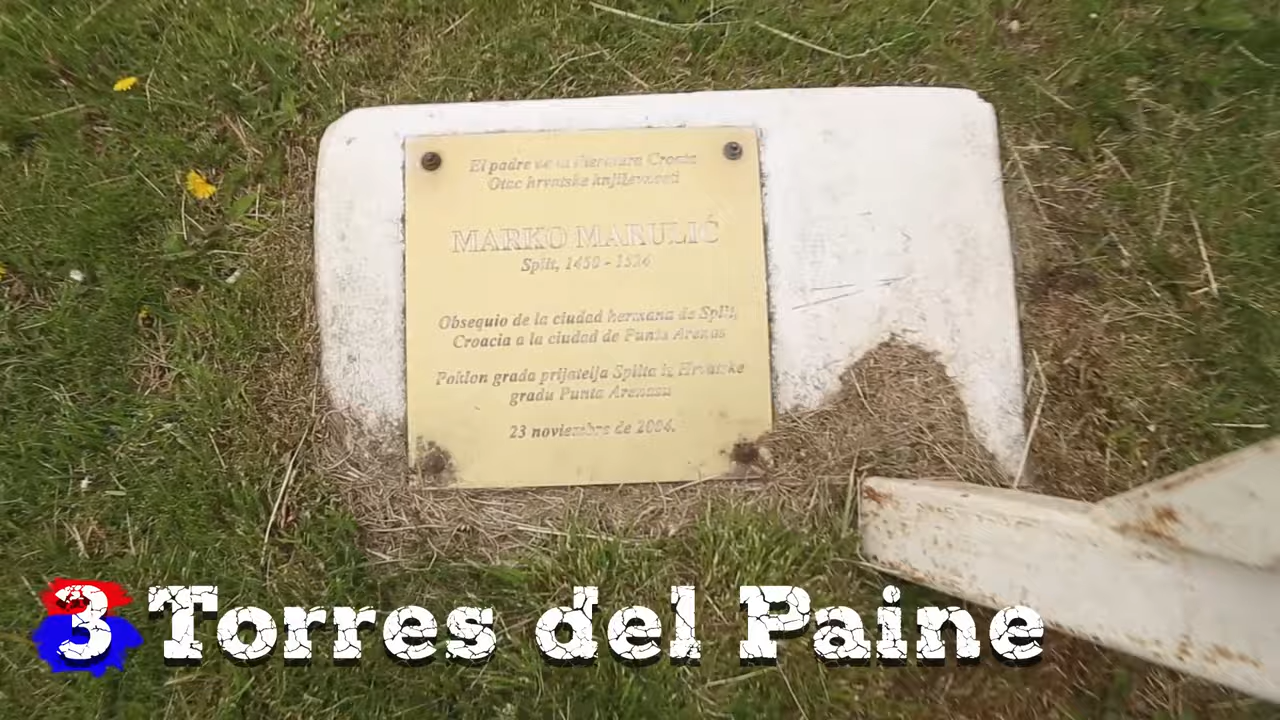 El padre de la literatura Croata
Otac hrvatske književnosti
MARKO MARULIĆ
Split, 1450 - 1524
Obsequio de la ciudad hermana de Split,
Croacia a la ciudad de Punta Arenas
Poklon grada prijatelja Splita iz Hrvatske
gradu Punta Arenasu
23 noviembre de 2004.
3 Torres del Paine